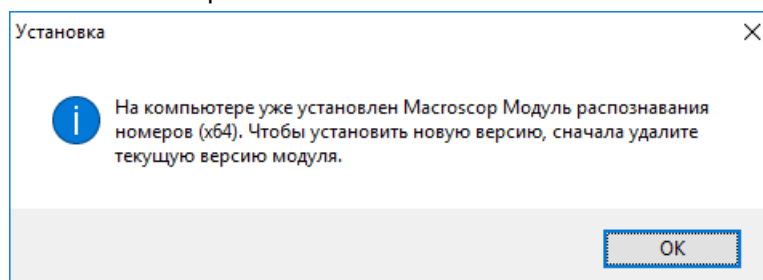 Установка
На компьютере уже установлен Macroscop Модуль распознавания
номеров (x64). Чтобы установить новую версию, сначала удалите
текущую версию модуля.
OK